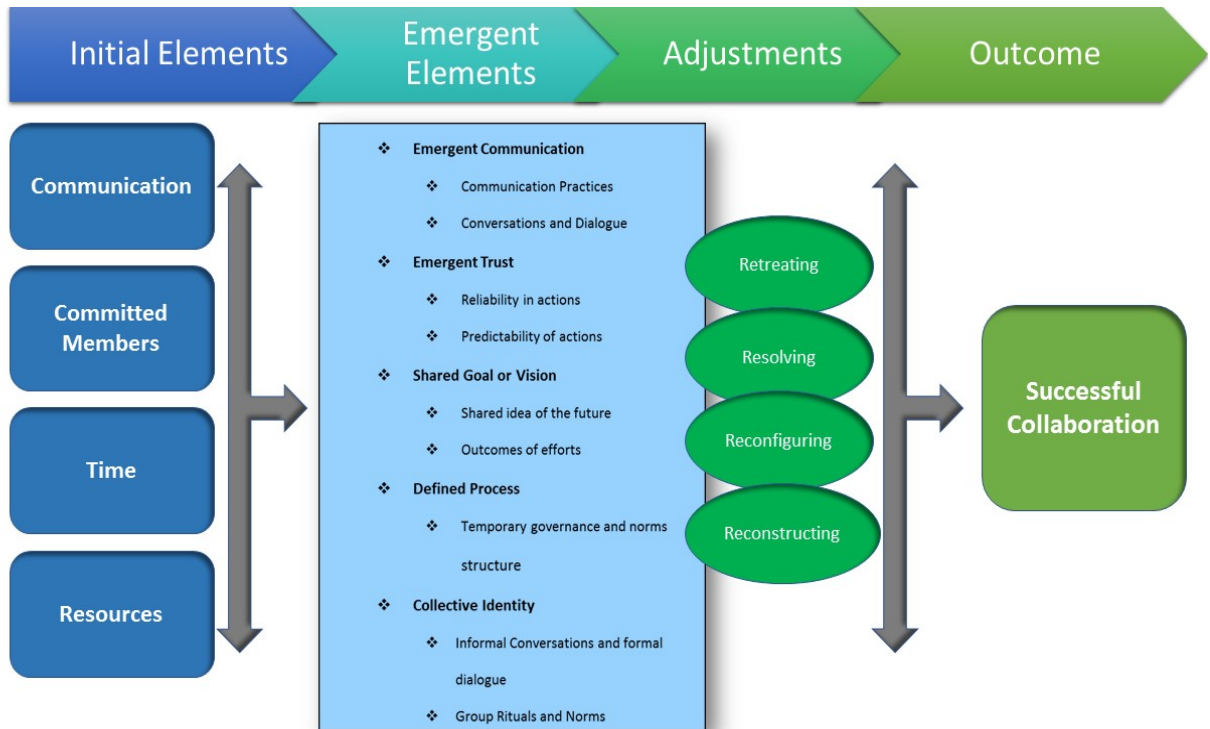 Initial Elements
Emergent
Elements
Adjustments
Outcome
Communication
Committed
Members
Time
Resources
❖ Emergent Communication
❖ Communication Practices
❖ Conversations and Dialogue
❖ Emergent Trust
❖ Reliability in actions
❖ Predictability of actions
❖ Shared Goal or Vision
❖ Shared idea of the future
❖ Outcomes of efforts
❖ Defined Process
❖ Temporary governance and norms
structure
❖ Collective Identity
❖ Informal Conversations and formal
dialogue
❖ Group Rituals and Norms
Retreating
Resolving
Reconfiguring
Reconstructing
Successful
Collaboration